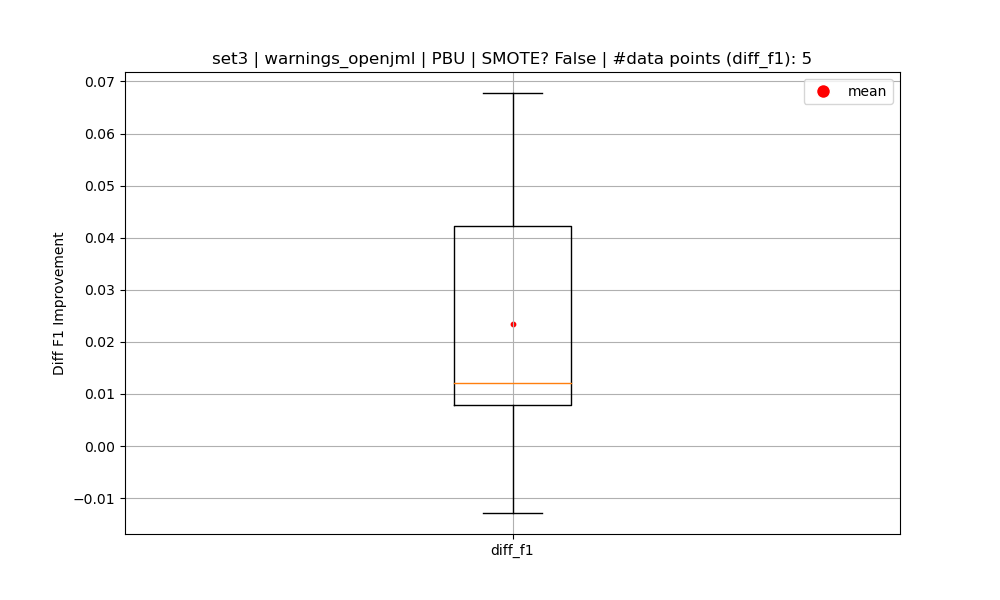 set3 | warnings_openjml | PBU | SMOTE? False | #data points (diff_f1): 5
mean
0.07
0.06
0.05
0.04
0.03
0.02
0.01
0.00
−0.01
Diff F1 Improvement
diff_f1